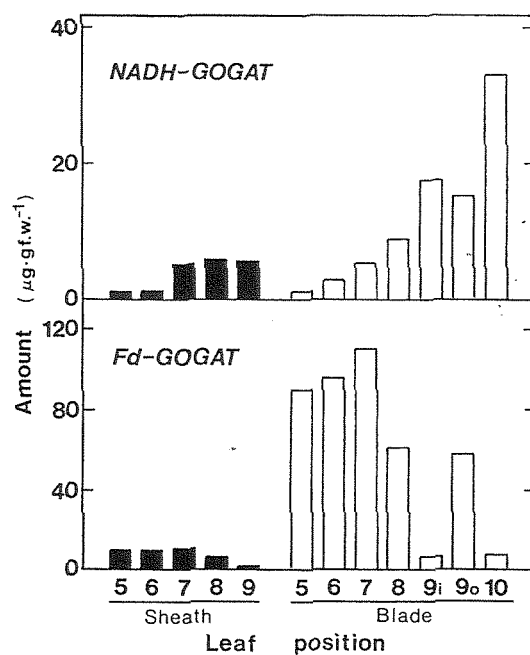 40
NADH-GOGAT
20
0
Amount (μg·gf.w.⁻¹)
120
Fd-GOGAT
80
40
0
5 6 7 8 9 5 6 7 8 9i 9o 10
Sheath Blade
Leaf position